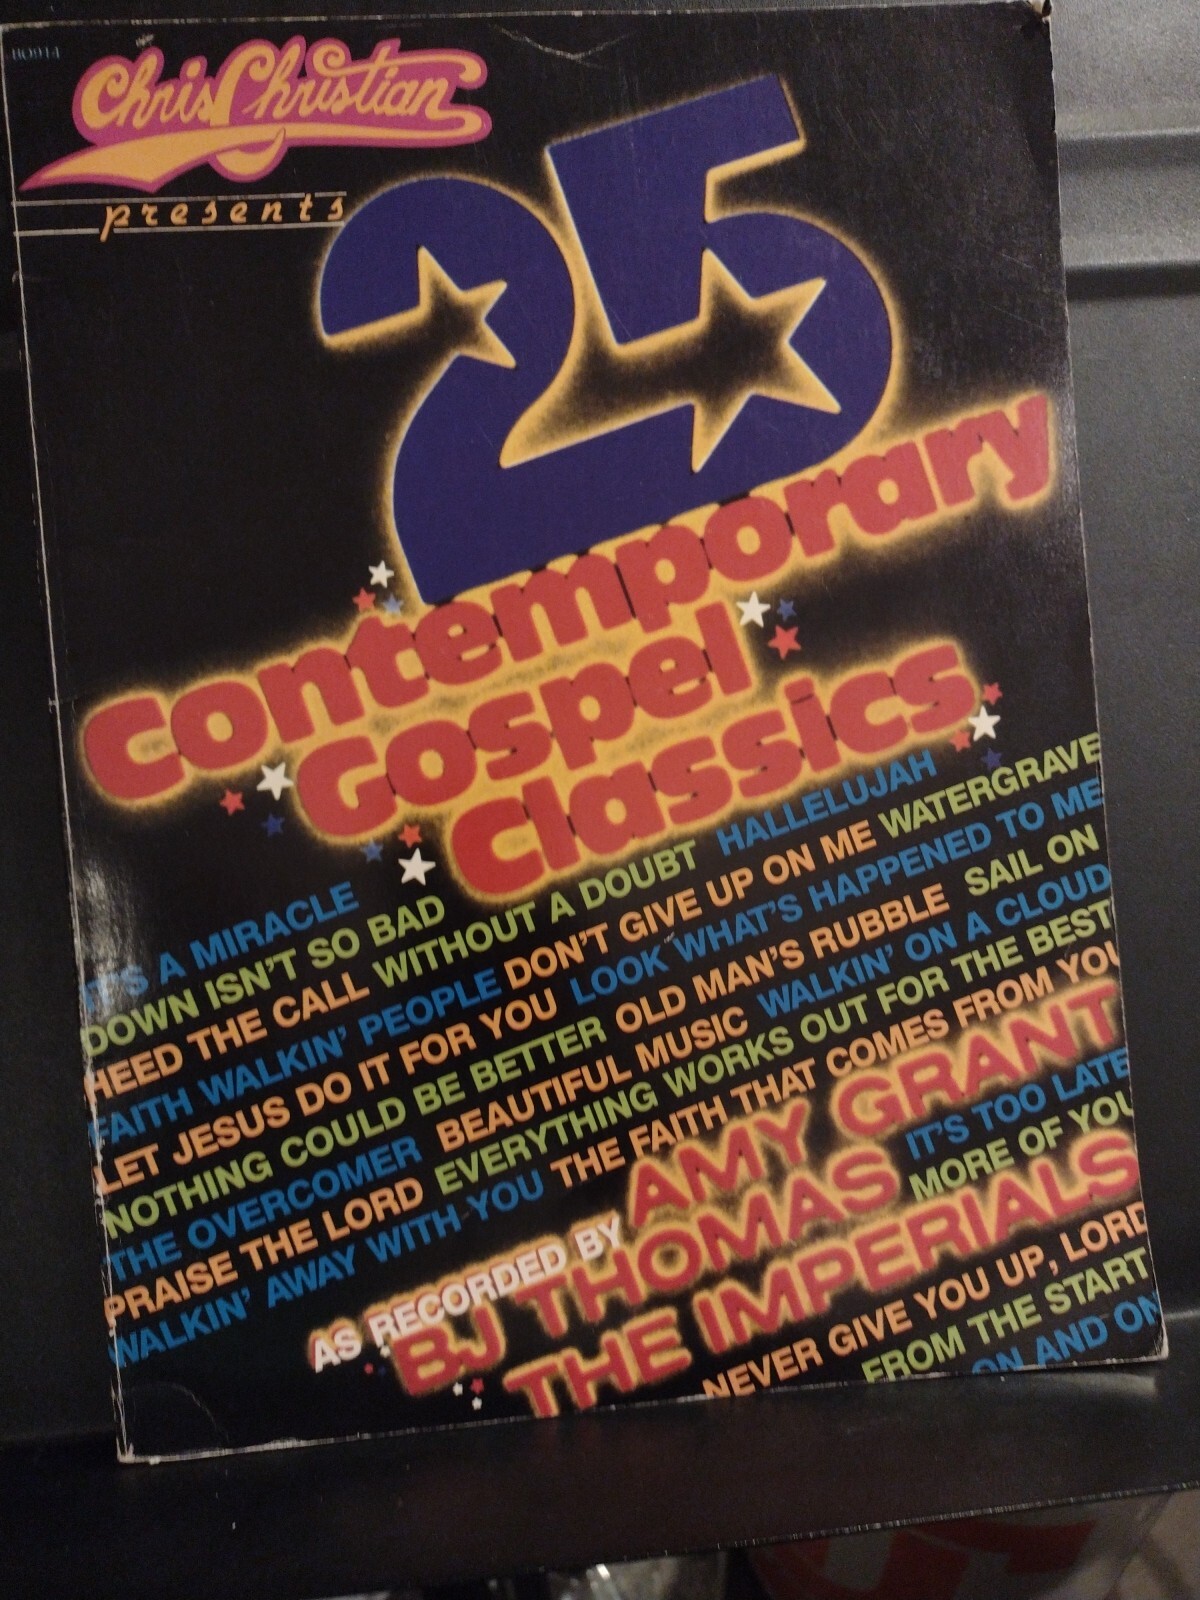 BO914
Chris Christian
presents
25
Contemporary
Gospel
Classics
IT'S A MIRACLE
DOWN ISN'T SO BAD
HEED THE CALL WITHOUT A DOUBT HALLELUJAH
FAITH WALKIN' PEOPLE DON'T GIVE UP ON ME WATERGRAVE
LET JESUS DO IT FOR YOU LOOK WHAT'S HAPPENED TO ME
NOTHING COULD BE BETTER OLD MAN'S RUBBLE SAIL ON
THE OVERCOMER BEAUTIFUL MUSIC WALKIN' ON A CLOUD
PRAISE THE LORD EVERYTHING WORKS OUT FOR THE BEST
WALKIN' AWAY WITH YOU THE FAITH THAT COMES FROM YOU
AS RECORDED BY AMY GRANT
BJ THOMAS IT'S TOO LATE
THE IMPERIALS MORE OF YOU
NEVER GIVE YOU UP, LORD
FROM THE START
ON AND ON